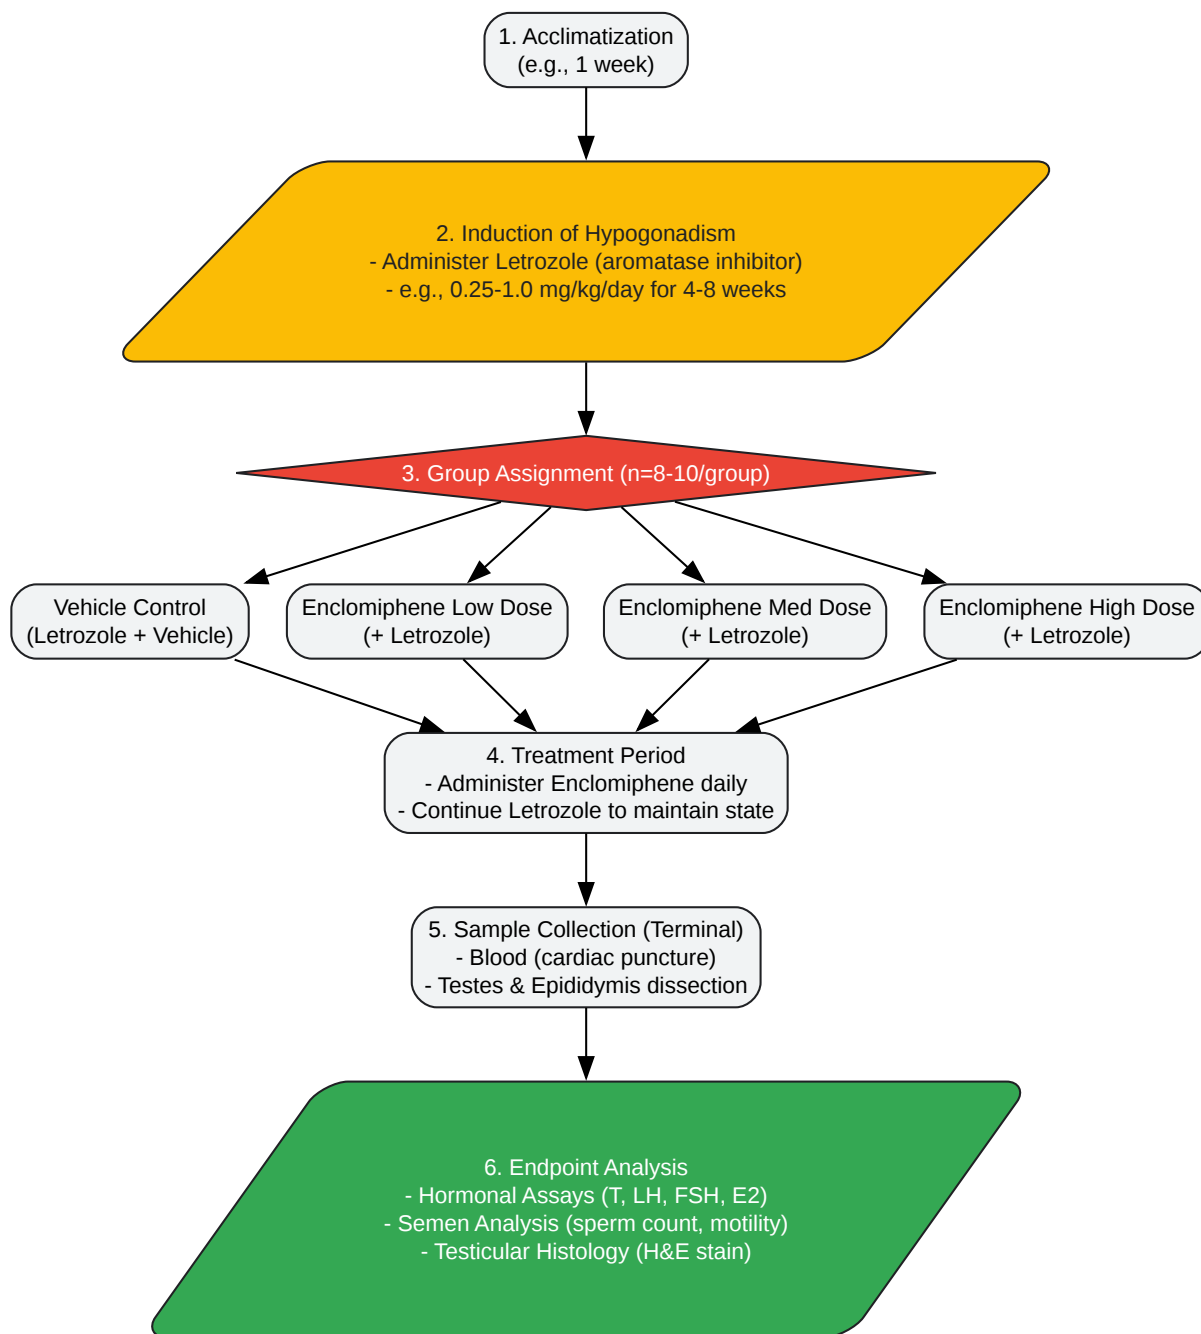 1. Acclimatization
(e.g., 1 week)
2. Induction of Hypogonadism
- Administer Letrozole (aromatase inhibitor)
- e.g., 0.25-1.0 mg/kg/day for 4-8 weeks
3. Group Assignment (n=8-10/group)
Vehicle Control
(Letrozole + Vehicle)
Enclomiphene Low Dose
(+ Letrozole)
Enclomiphene Med Dose
(+ Letrozole)
Enclomiphene High Dose
(+ Letrozole)
4. Treatment Period
- Administer Enclomiphene daily
- Continue Letrozole to maintain state
5. Sample Collection (Terminal)
- Blood (cardiac puncture)
- Testes & Epididymis dissection
6. Endpoint Analysis
- Hormonal Assays (T, LH, FSH, E2)
- Semen Analysis (sperm count, motility)
- Testicular Histology (H&E stain)